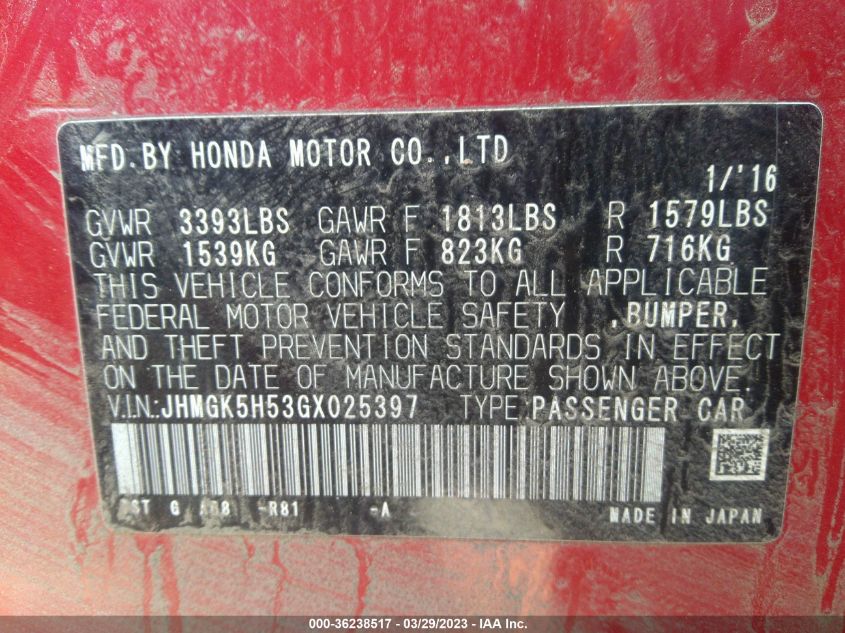 MFD. BY HONDA MOTOR CO.,LTD
1/'16
GVWR 3393LBS GAWR F 1813LBS R 1579LBS
GVWR 1539KG GAWR F 823KG R 716KG
THIS VEHICLE CONFORMS TO ALL APPLICABLE
FEDERAL MOTOR VEHICLE SAFETY ,BUMPER,
AND THEFT PREVENTION STANDARDS IN EFFECT
ON THE DATE OF MANUFACTURE SHOWN ABOVE.
V.I.N:JHMGK5H53GX025397 TYPE:PASSENGER CAR
G -R81 -A MADE IN JAPAN
000-36238517 - 03/29/2023 - IAA Inc.